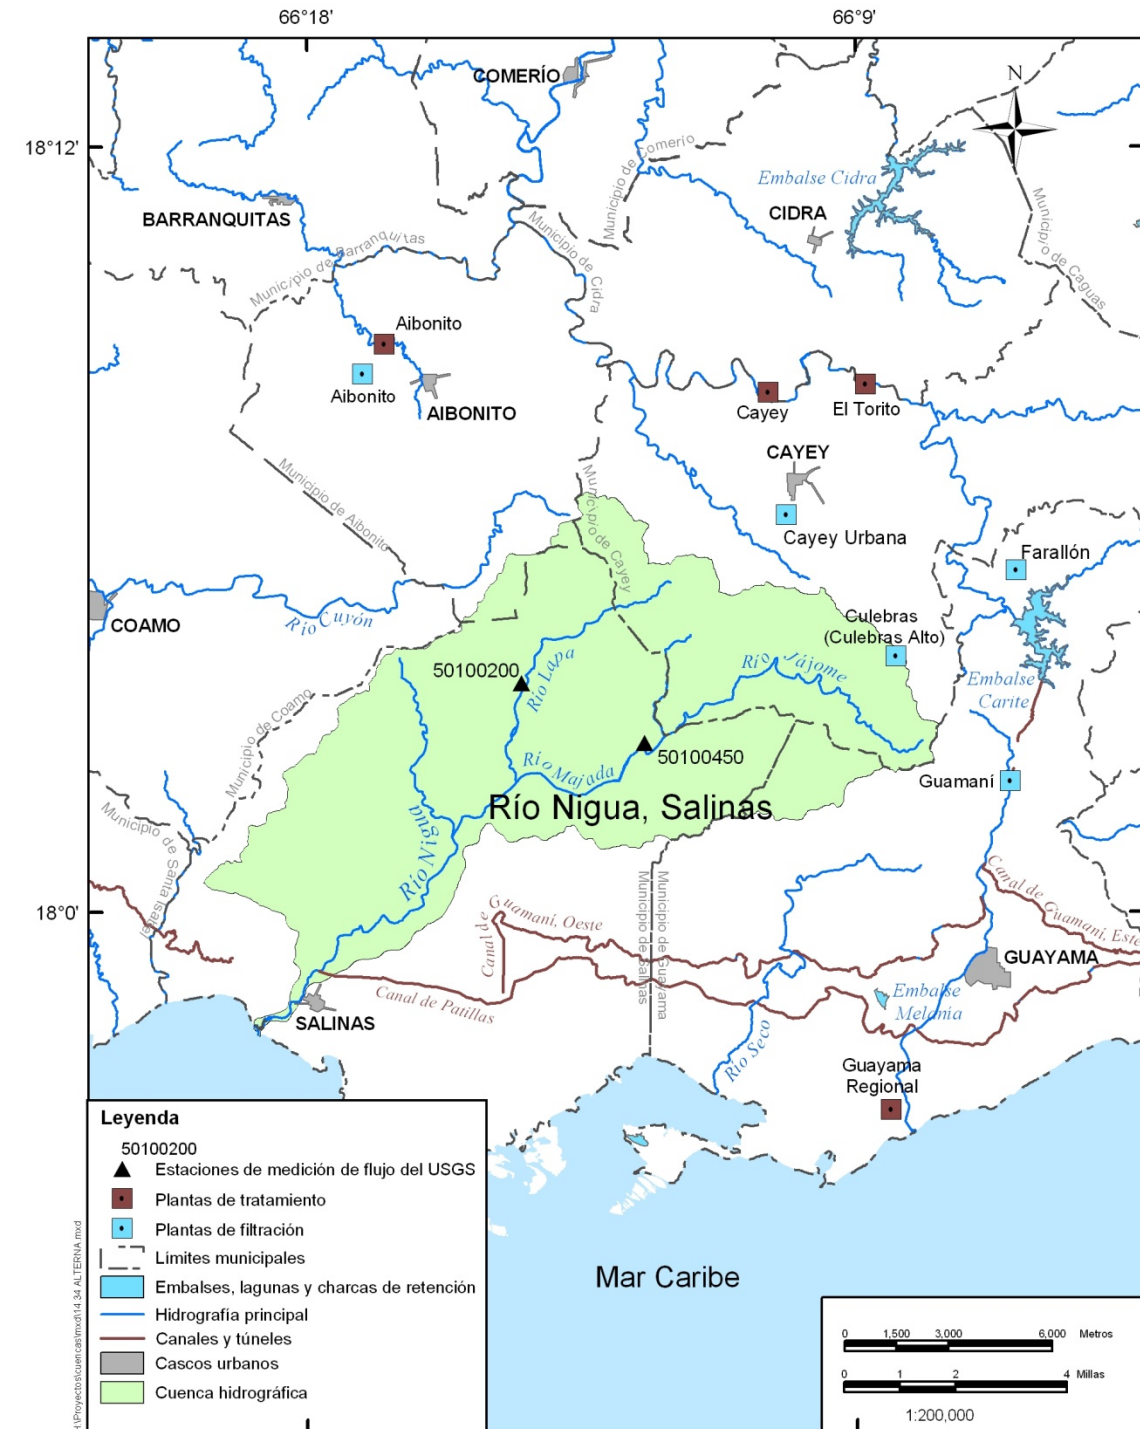 66°18'
66°9'
COMERÍO
N
18°12'
Municipio de Comerío
Embalse Cidra
BARRANQUITAS
CIDRA
Municipio de Barranquitas
Municipio de Cidra
Municipio de Caguas
Aibonito
Aibonito
AIBONITO
Cayey
El Torito
CAYEY
Municipio de Aibonito
Municipio de Cayey
Cayey Urbana
Farallón
COAMO
Río Cuyón
Culebras
(Culebras Alto)
50100200
Río Lapa
Río Jájome
Embalse
Carite
Municipio de Coamo
50100450
Río Majada
Guamaní
Río Nigua, Salinas
Río Nigua
Municipio de Santa Isabel
Municipio de Salinas
Municipio de Guayama
18°0'
Canal de Guamaní, Oeste
Canal de Guamaní, Este
GUAYAMA
Canal de Patillas
Embalse
Melania
SALINAS
Río Seco
Guayama
Regional
Leyenda
50100200
Estaciones de medición de flujo del USGS
Plantas de tratamiento
Plantas de filtración
Límites municipales
Embalses, lagunas y charcas de retención
Hidrografía principal
Canales y túneles
Cascos urbanos
Cuenca hidrográfica
Mar Caribe
0 1,500 3,000 6,000 Metros
0 1 2 4 Millas
1:200,000
H:\Proyectos\cuencas\mxd\14.34 ALTERNA.mxd